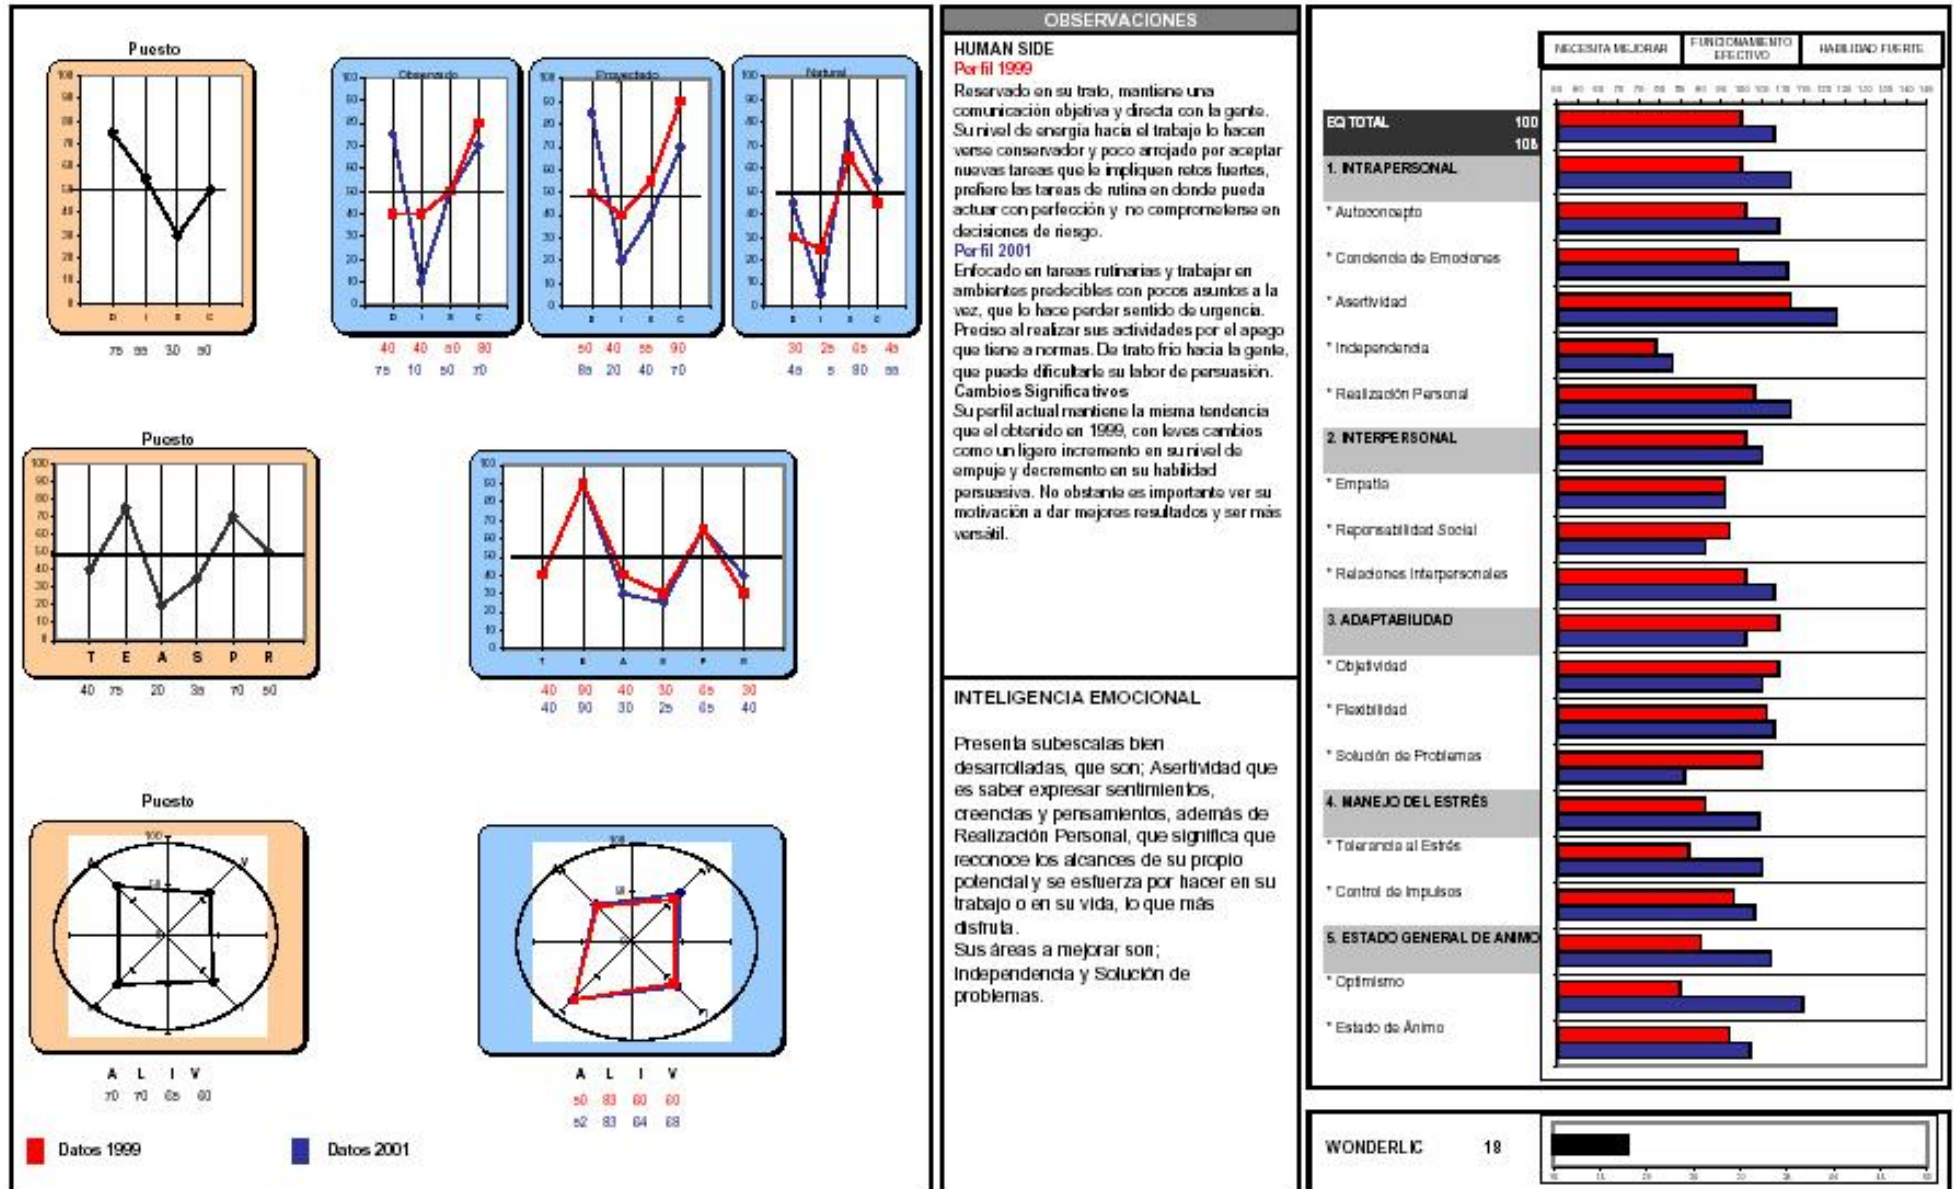 Puesto
Observado
Proyectado
Natural
D I S C
75 55 30 50
40 40 50 80
75 10 50 70
50 40 55 90
85 20 40 70
30 25 65 45
45 5 80 55
Puesto
T E A S P R
40 75 20 35 70 50
40 90 40 30 65 30
40 90 30 25 65 40
Puesto
A L I V
70 70 65 60
A L I V
50 83 60 60
52 83 64 68
Datos 1999
Datos 2001
OBSERVACIONES
HUMAN SIDE
Perfil 1999
Reservado en su trato, mantiene una
comunicación objetiva y directa con la gente.
Su nivel de energia hacia el trabajo lo hacen
verse conservador y poco arrojado por aceptar
nuevas tareas que le impliquen retos fuertes,
prefiere las tareas de rutina en donde pueda
actuar con perfección y no comprometerse en
decisiones de riesgo.
Perfil 2001
Enfocado en tareas rutinarias y trabajar en
ambientes predecibles con pocos asuntos a la
vez, que lo hace perder sentido de urgencia.
Preciso al realizar sus actividades por el apego
que tiene a normas. De trato frio hacia la gente,
que puede dificultarle su labor de persuasión.
Cambios Significativos
Su perfil actual mantiene la misma tendencia
que el obtenido en 1999, con leves cambios
como un ligero incremento en su nivel de
empuje y decremento en su habilidad
persuasiva. No obstante es importante ver su
motivación a dar mejores resultados y ser más
versátil.
INTELIGENCIA EMOCIONAL
Presenta subescalas bien
desarrolladas, que son; Asertividad que
es saber expresar sentimientos,
creencias y pensamientos, además de
Realización Personal, que significa que
reconoce los alcances de su propio
potencial y se esfuerza por hacer en su
trabajo o en su vida, lo que más
disfruta.
Sus áreas a mejorar son;
Independencia y Solución de
problemas.
NECESITA MEJORAR
FUNCIONAMIENTO
EFECTIVO
HABILIDAD FUERTE
EQ TOTAL 100
108
1. INTRAPERSONAL
* Autoconcepto
* Conciencia de Emociones
* Asertividad
* Independencia
* Realización Personal
2. INTERPERSONAL
* Empatía
* Reponsabilidad Social
* Relaciones Interpersonales
3. ADAPTABILIDAD
* Objetividad
* Flexibilidad
* Solución de Problemas
4. MANEJO DEL ESTRÉS
* Tolerancia al Estrés
* Control de Impulsos
5. ESTADO GENERAL DE ANIMO
* Optimismo
* Estado de Ánimo
WONDERLIC 18